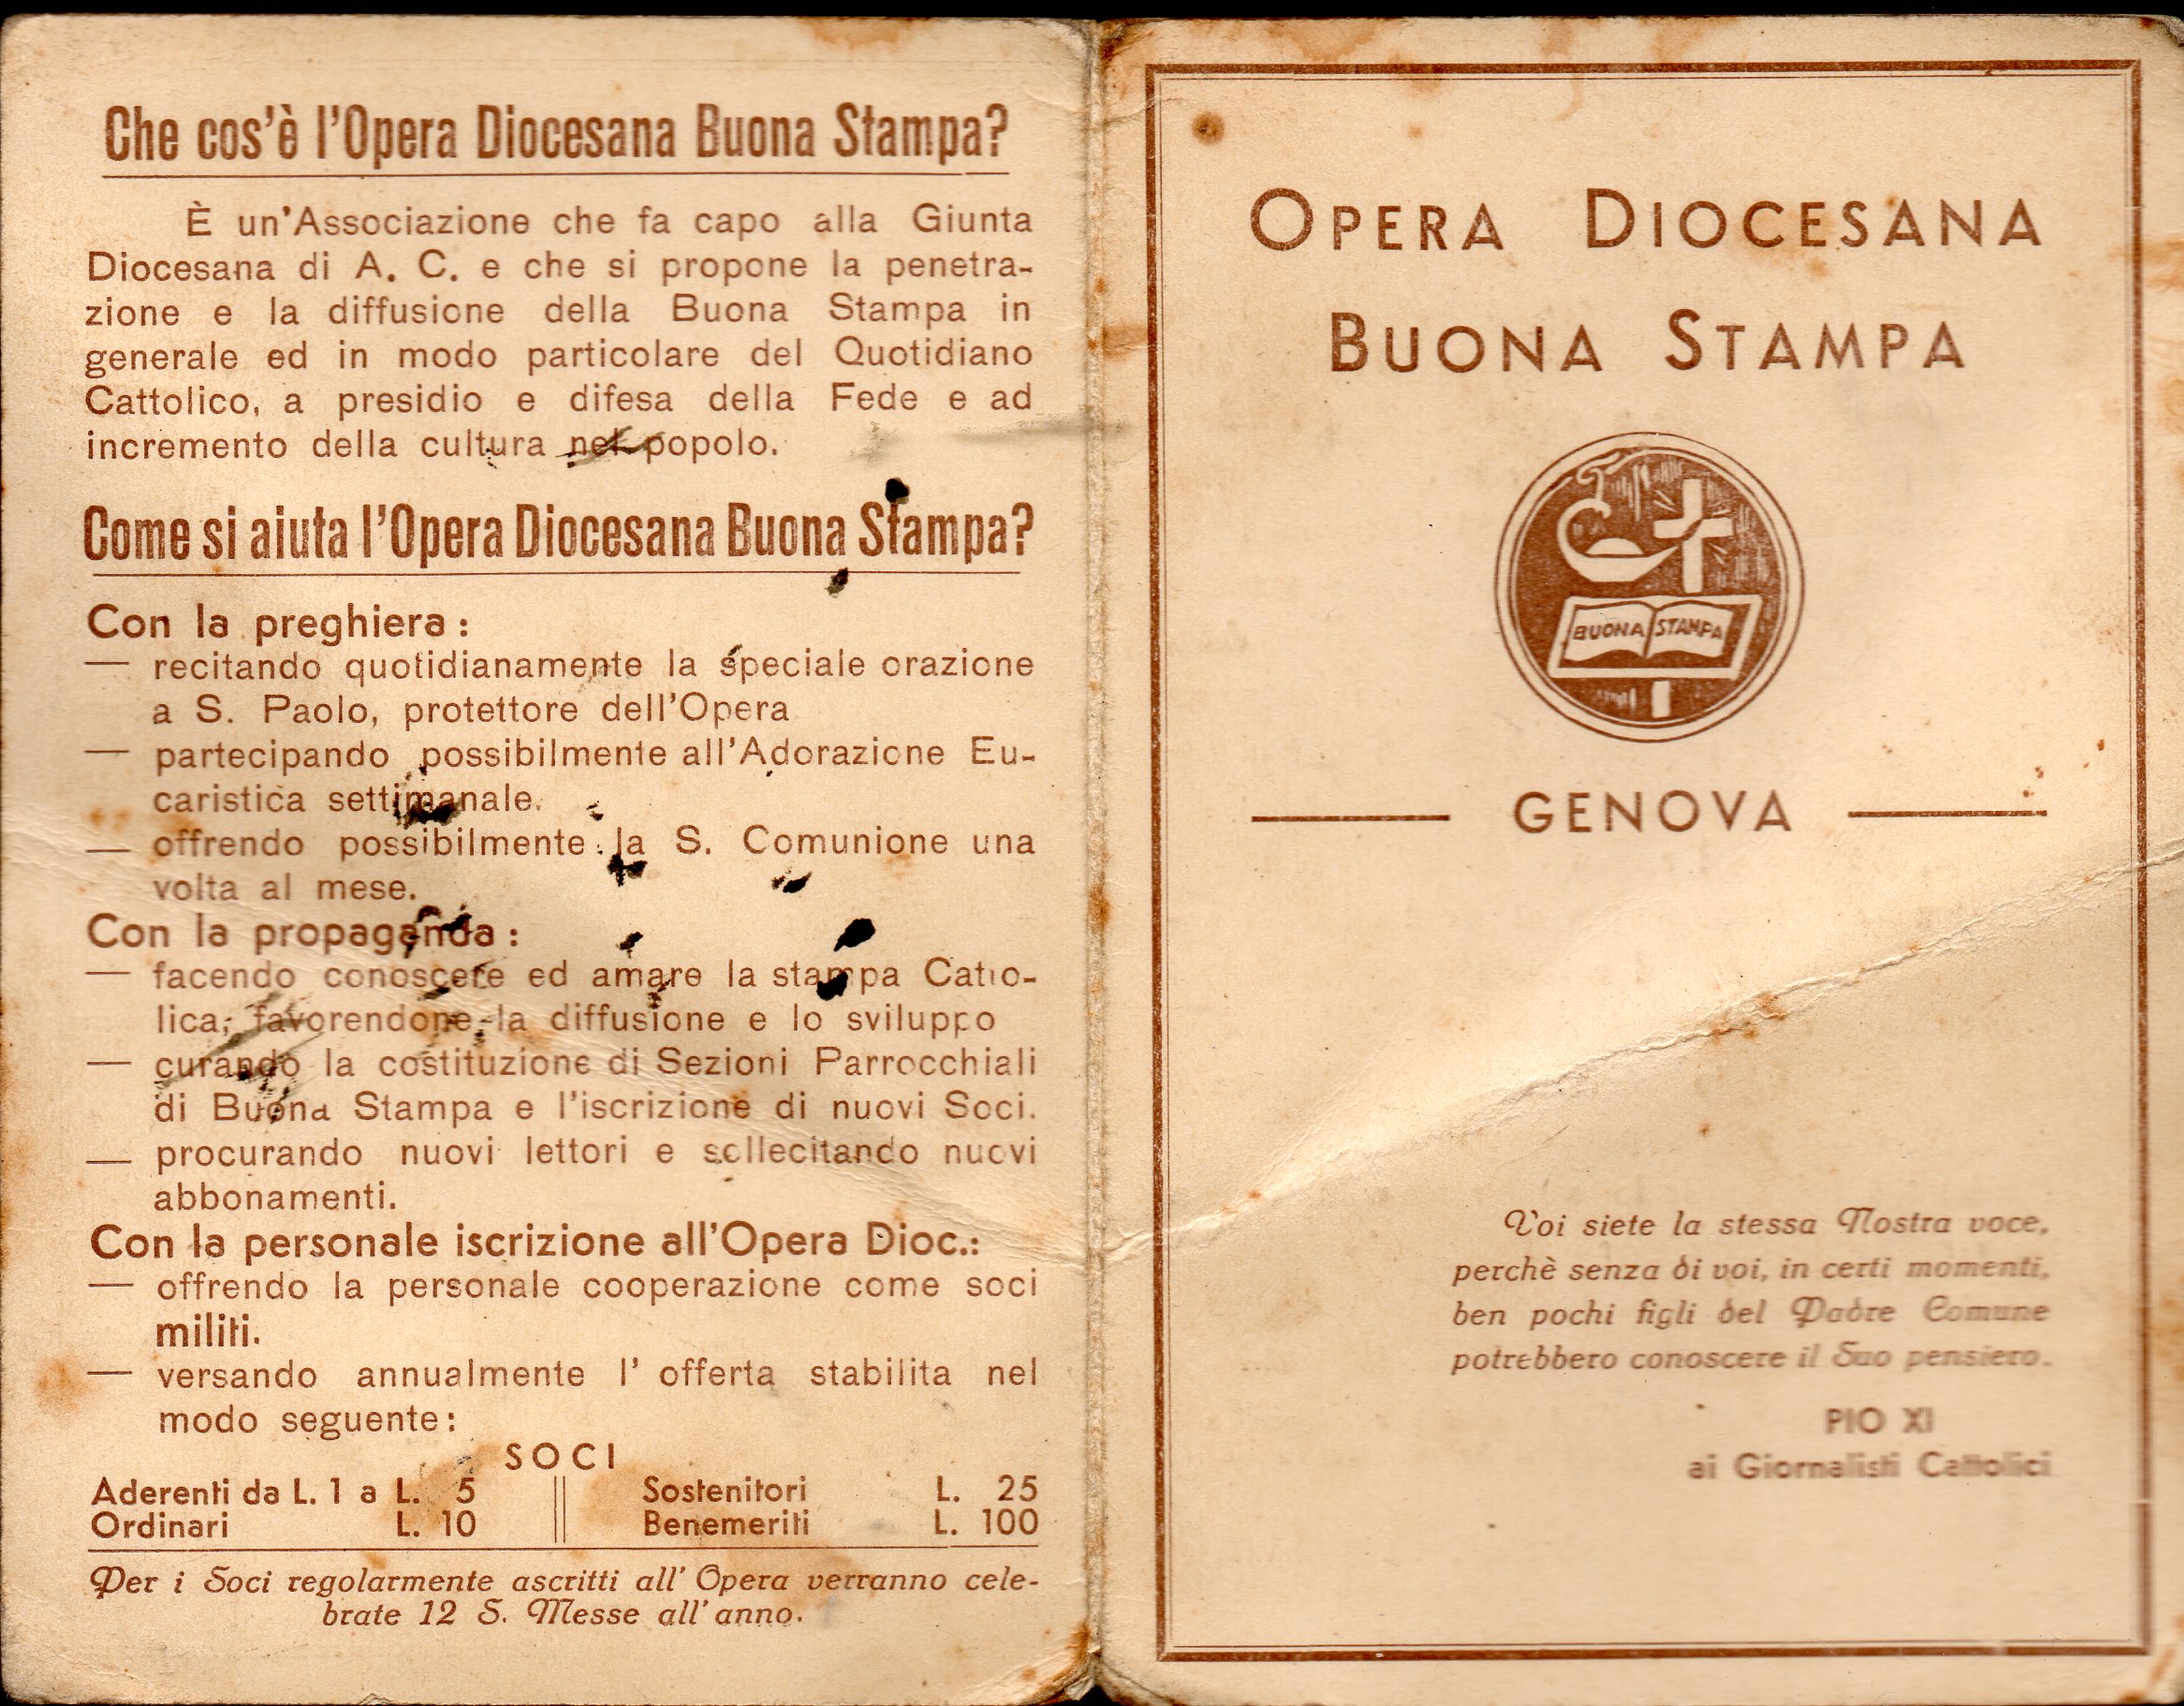 Che cos'è l'Opera Diocesana Buona Stampa?
È un'Associazione che fa capo alla Giunta
Diocesana di A. C. e che si propone la penetra-
zione e la diffusione della Buona Stampa in
generale ed in modo particolare del Quotidiano
Cattolico, a presidio e difesa della Fede e ad
incremento della cultura nel popolo.
Come si aiuta l'Opera Diocesana Buona Stampa?
Con la preghiera:
— recitando quotidianamente la speciale orazione
a S. Paolo, protettore dell'Opera
— partecipando possibilmente all'Adorazione Eu-
caristica settimanale.
— offrendo possibilmente la S. Comunione una
volta al mese.
Con la propaganda:
— facendo conoscere ed amare la stampa Catto-
lica, favorendone la diffusione e lo sviluppo
— curando la costituzione di Sezioni Parrocchiali
di Buona Stampa e l'iscrizione di nuovi Soci.
— procurando nuovi lettori e sollecitando nuovi
abbonamenti.
Con la personale iscrizione all'Opera Dioc.:
— offrendo la personale cooperazione come soci
militi.
— versando annualmente l' offerta stabilita nel
modo seguente:
SOCI
Aderenti da L. 1 a L. 5 Sostenitori L. 25
Ordinari L. 10 Benemeriti L. 100
Per i Soci regolarmente ascritti all' Opera verranno cele-
brate 12 S. Messe all' anno.
OPERA DIOCESANA
BUONA STAMPA
BUONA STAMPA
GENOVA
Voi siete la stessa Nostra voce,
perchè senza di voi, in certi momenti,
ben pochi figli del Padre Comune
potrebbero conoscere il Suo pensiero.
PIO XI
ai Giornalisti Cattolici